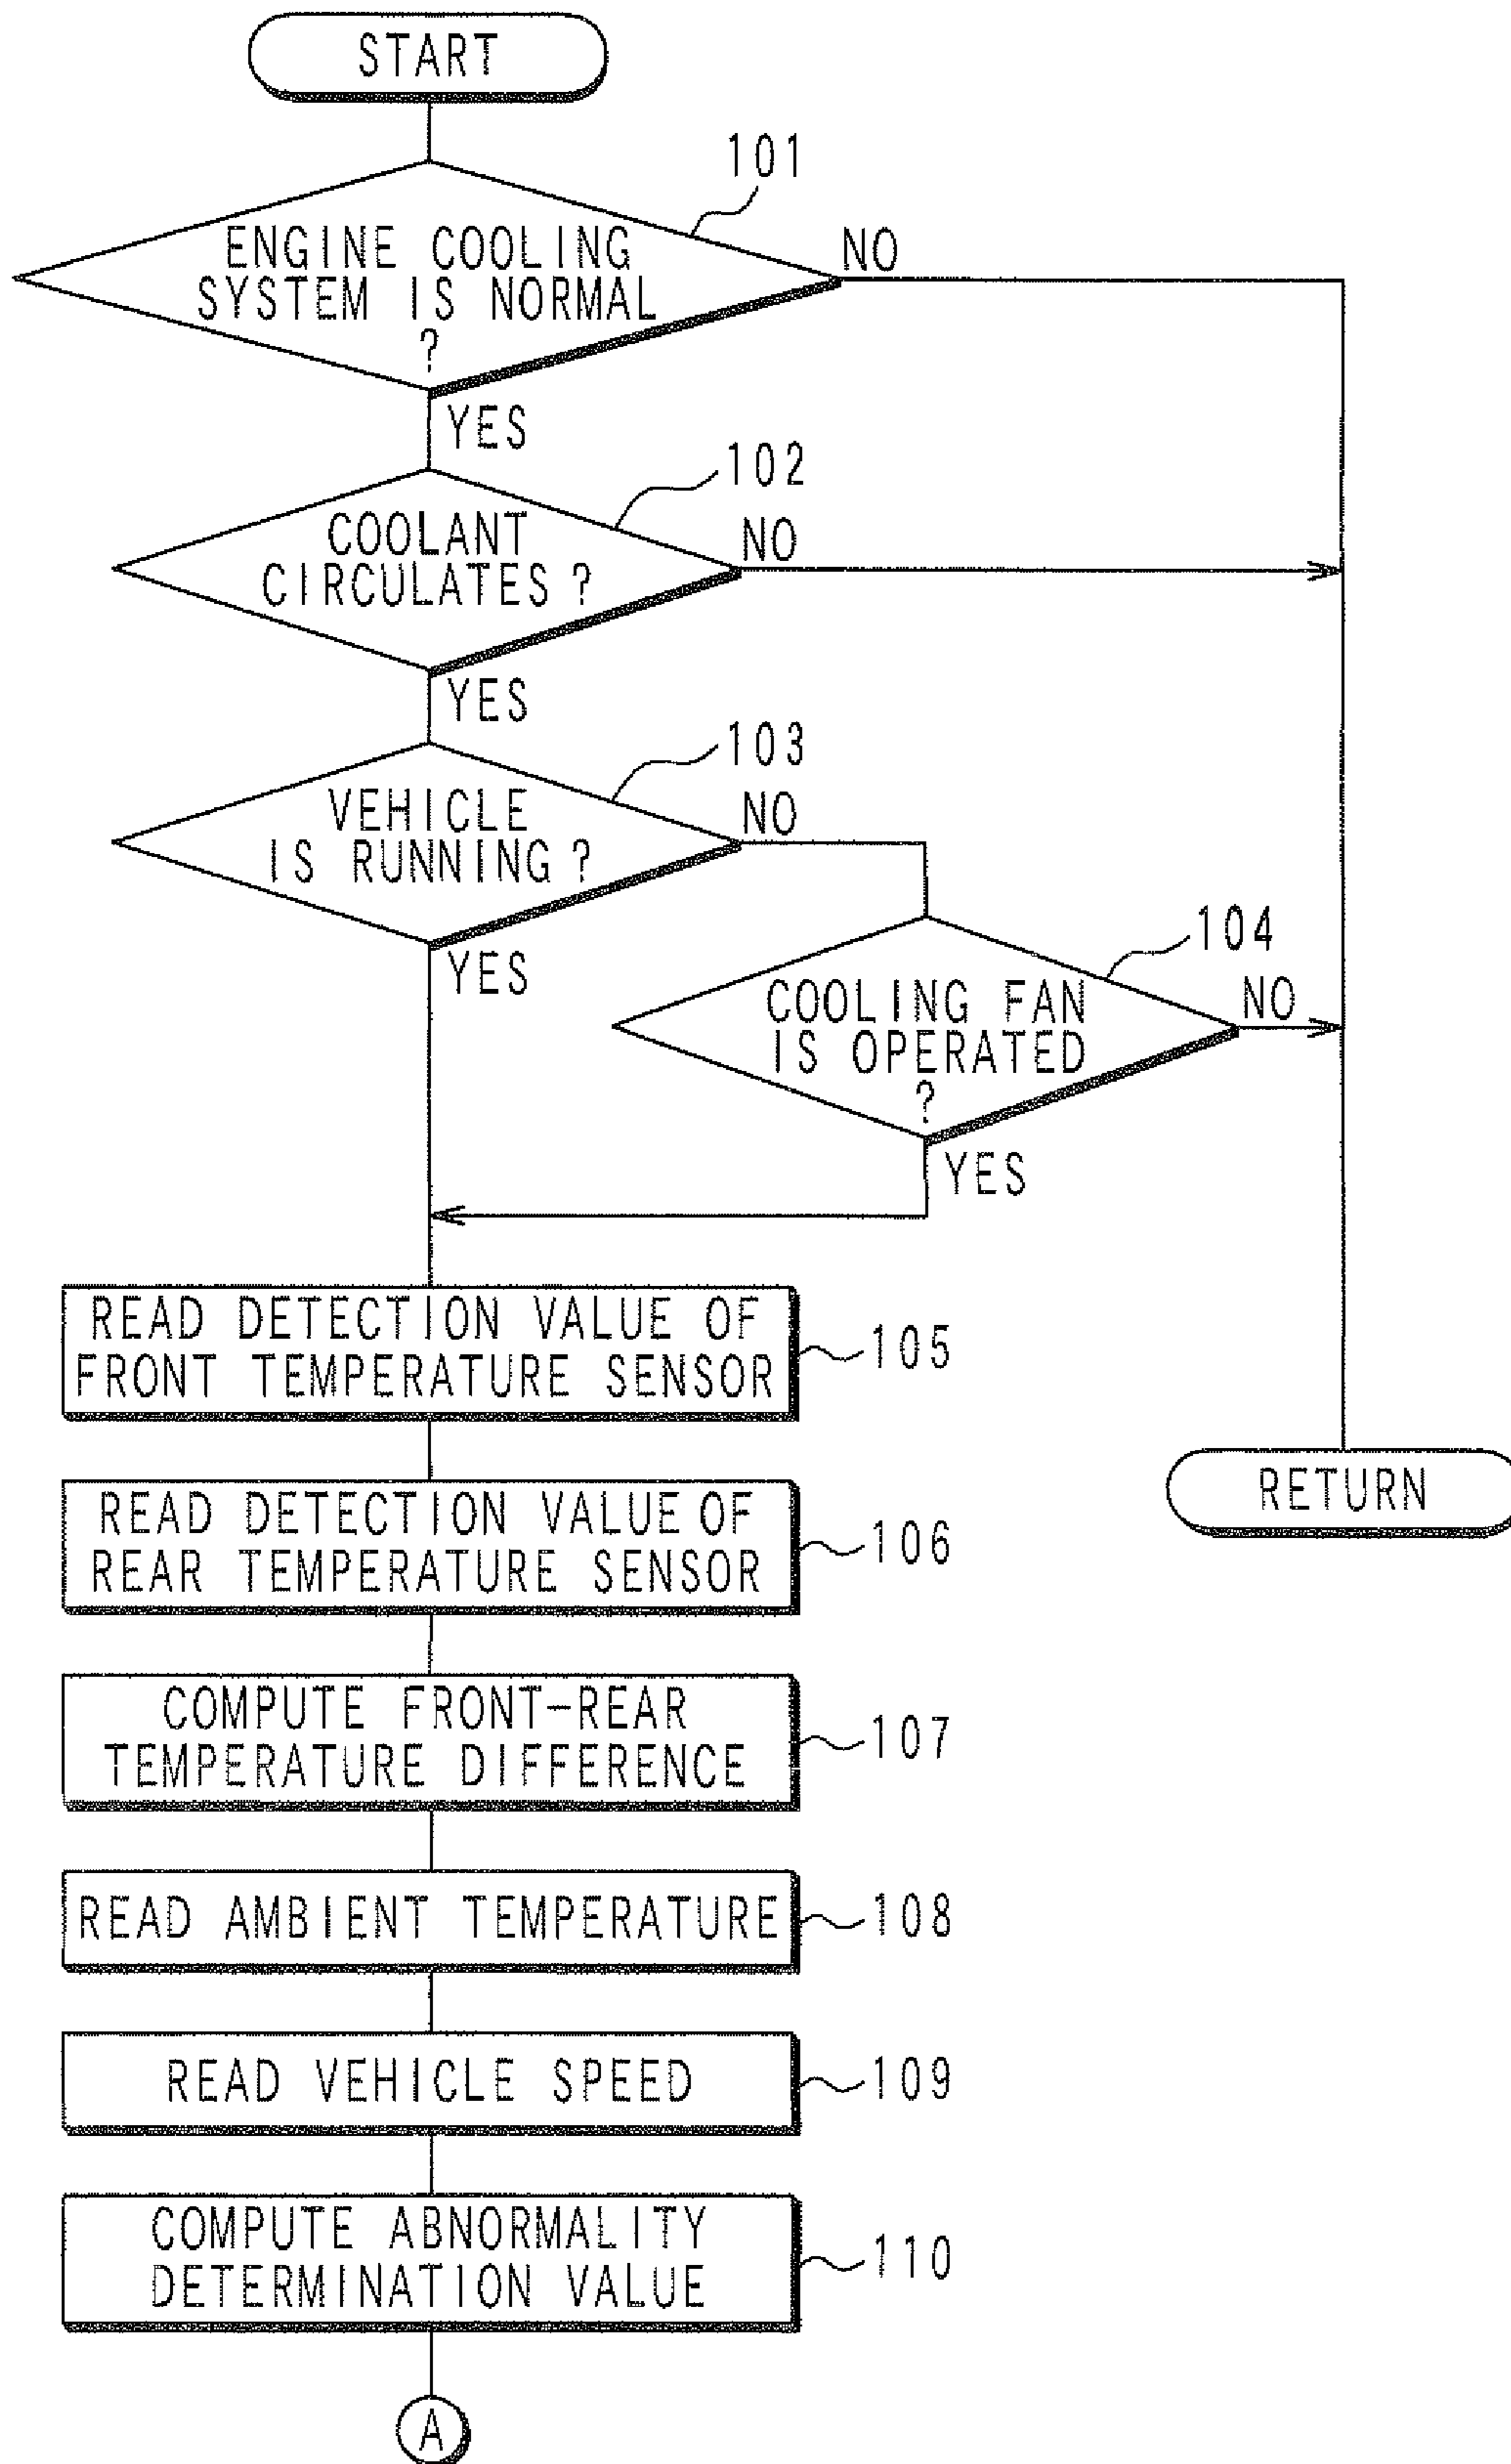 START
101
ENGINE COOLING
SYSTEM IS NORMAL
?
NO
YES
102
COOLANT
CIRCULATES ?
NO
YES
103
VEHICLE
IS RUNNING ?
NO
YES
104
COOLING FAN
IS OPERATED
?
NO
YES
READ DETECTION VALUE OF
FRONT TEMPERATURE SENSOR
105
READ DETECTION VALUE OF
REAR TEMPERATURE SENSOR
106
RETURN
COMPUTE FRONT-REAR
TEMPERATURE DIFFERENCE
107
READ AMBIENT TEMPERATURE
108
READ VEHICLE SPEED
109
COMPUTE ABNORMALITY
DETERMINATION VALUE
110
A